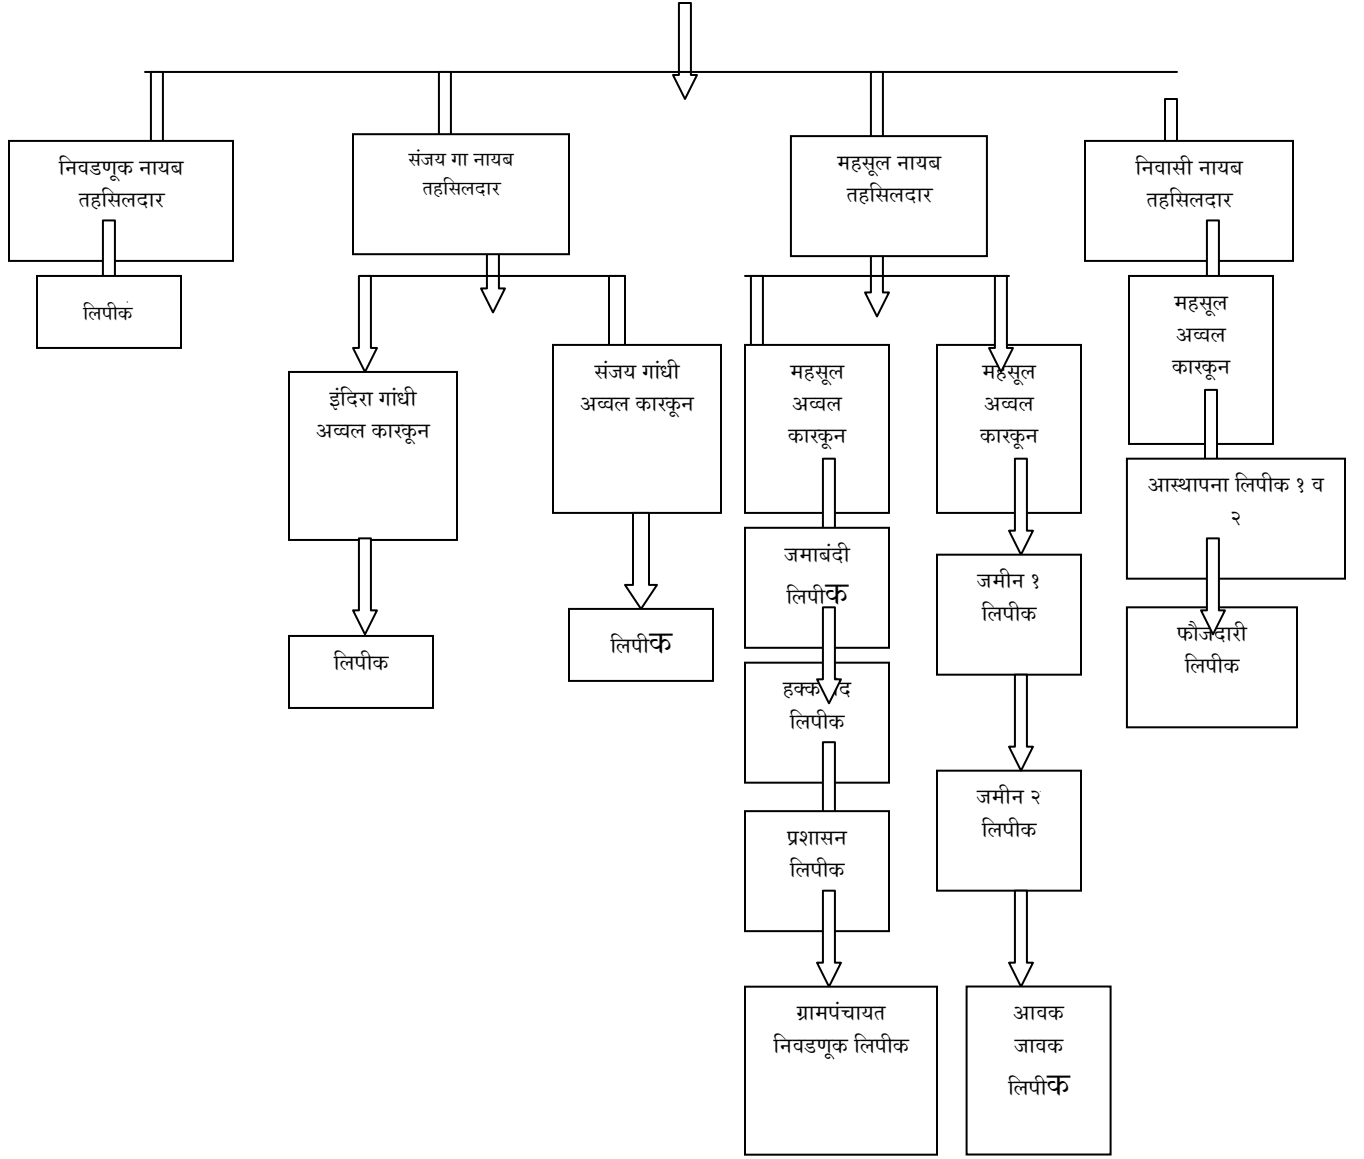 निवडणूक नायब
तहसिलदार
संजय गा नायब
तहसिलदार
महसूल नायब
तहसिलदार
निवासी नायब
तहसिलदार
लिपीक
इंदिरा गांधी
अव्वल कारकून
संजय गांधी
अव्वल कारकून
महसूल
अव्वल
कारकून
महसूल
अव्वल
कारकून
महसूल
अव्वल
कारकून
आस्थापना लिपीक १ व
२
फौजदारी
लिपीक
लिपीक
लिपीक
जमाबंदी
लिपीक
जमीन १
लिपीक
लिपीक
प्रशासन
लिपीक
जमीन २
लिपीक
ग्रामपंचायत
निवडणूक लिपीक
आवक
जावक
लिपीक